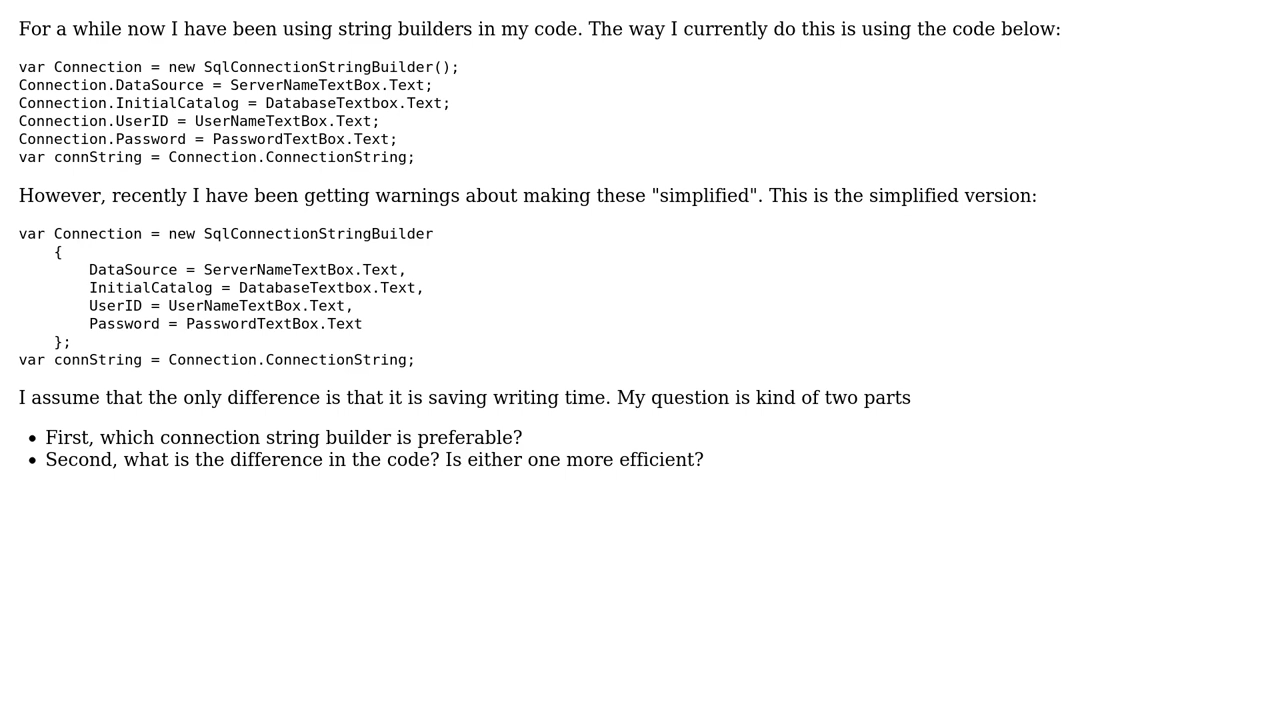 For a while now I have been using string builders in my code. The way I currently do this is using the code below:
var Connection = new SqlConnectionStringBuilder();
Connection.DataSource = ServerNameTextBox.Text;
Connection.InitialCatalog = DatabaseTextbox.Text;
Connection.UserID = UserNameTextBox.Text;
Connection.Password = PasswordTextBox.Text;
var connString = Connection.ConnectionString;
However, recently I have been getting warnings about making these "simplified". This is the simplified version:
var Connection = new SqlConnectionStringBuilder
    {
        DataSource = ServerNameTextBox.Text,
        InitialCatalog = DatabaseTextbox.Text,
        UserID = UserNameTextBox.Text,
        Password = PasswordTextBox.Text
    };
var connString = Connection.ConnectionString;
I assume that the only difference is that it is saving writing time. My question is kind of two parts
• First, which connection string builder is preferable?
• Second, what is the difference in the code? Is either one more efficient?